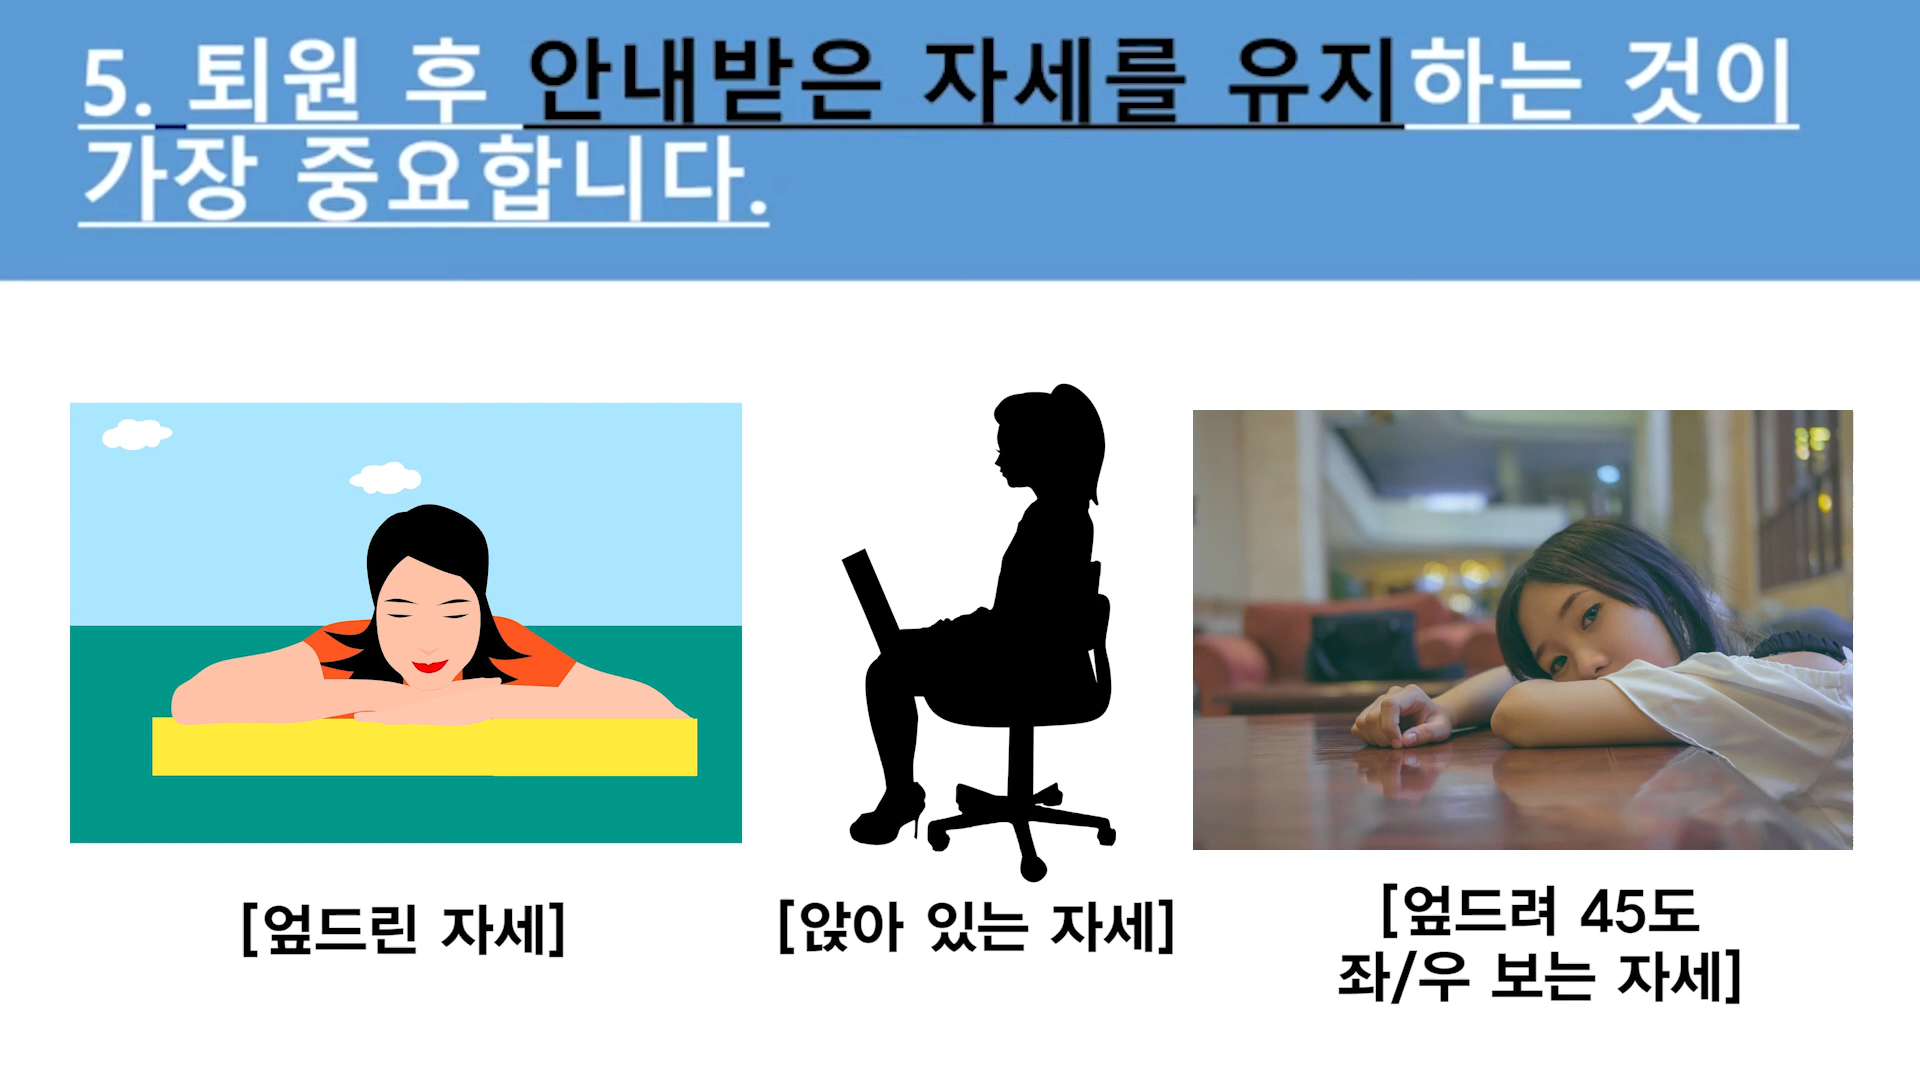 5. 퇴원 후 안내받은 자세를 유지하는 것이
가장 중요합니다.
[엎드린 자세]
[앉아 있는 자세]
[엎드려 45도
좌/우 보는 자세]